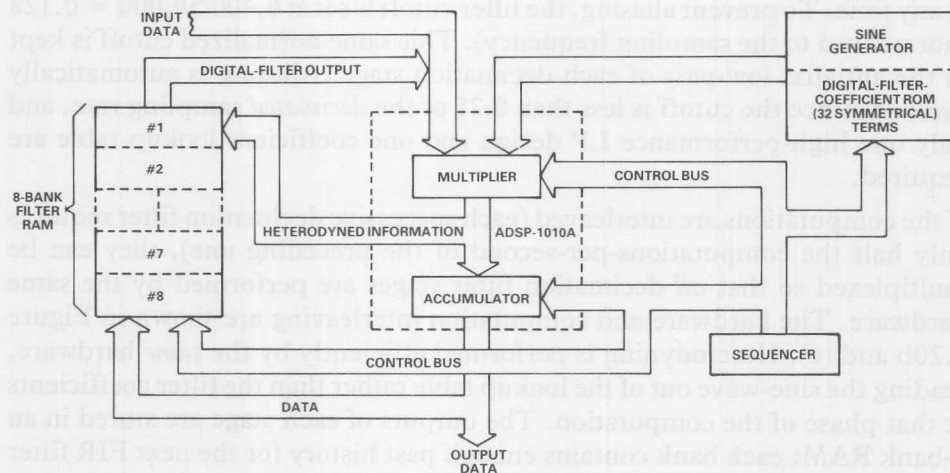 INPUT
DATA
SINE
GENERATOR
DIGITAL-FILTER OUTPUT
DIGITAL-FILTER-
COEFFICIENT ROM
(32 SYMMETRICAL)
TERMS
#1
#2
MULTIPLIER
CONTROL BUS
8-BANK
FILTER
RAM
HETERODYNED INFORMATION
ADSP-1010A
#7
#8
ACCUMULATOR
CONTROL BUS
SEQUENCER
DATA
OUTPUT
DATA